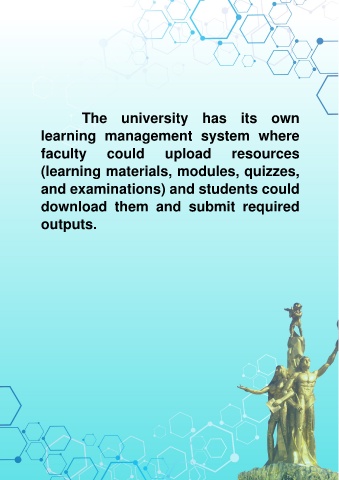 The university has its own
learning management system where
faculty could upload resources
(learning materials, modules, quizzes,
and examinations) and students could
download them and submit required
outputs.